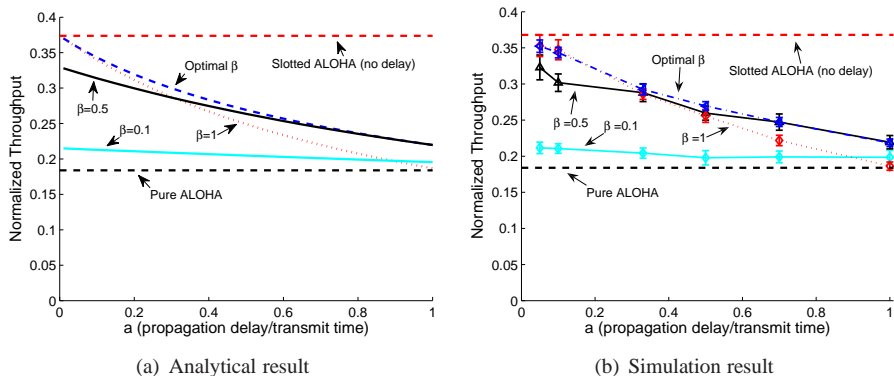 0.4
0.35
0.3
0.25
0.2
0.15
0.1
0.05
0
Normalized Throughput
Optimal β
Slotted ALOHA (no delay)
β=0.5
β=0.1
β=1
Pure ALOHA
0 0.2 0.4 0.6 0.8 1
a (propagation delay/transmit time)
(a) Analytical result
0.4
0.35
0.3
0.25
0.2
0.15
0.1
0.05
0
Normalized Throughput
Slotted ALOHA (no delay)
Optimal β
β =0.5
β =0.1
β =1
Pure ALOHA
0 0.2 0.4 0.6 0.8 1
a (propagation delay/transmit time)
(b) Simulation result